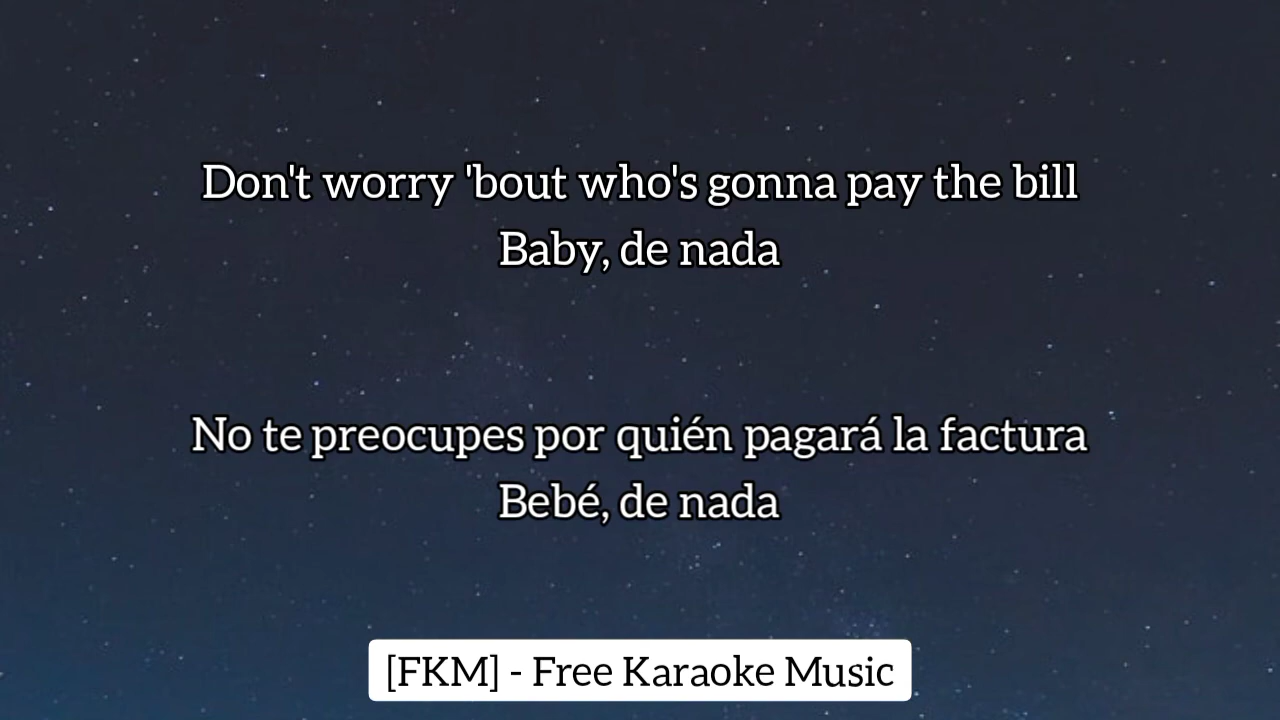 Don't worry 'bout who's gonna pay the bill
Baby, de nada
No te preocupes por quién pagará la factura
Bebé, de nada
[FKM] - Free Karaoke Music